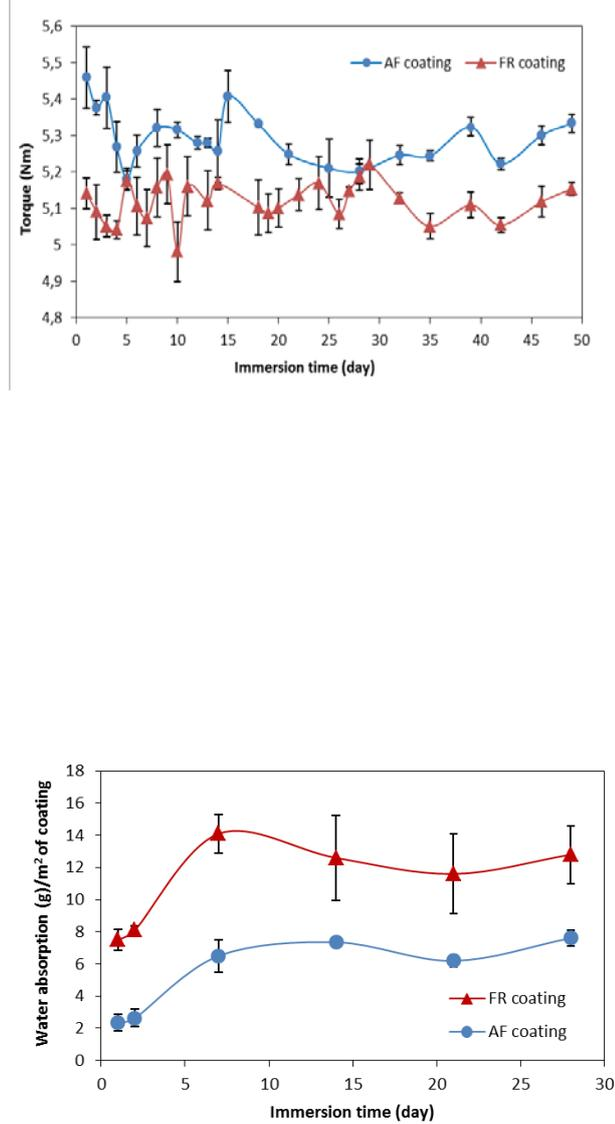 5,6
5,5
5,4
5,3
5,2
5,1
5
4,9
4,8
Torque (Nm)
AF coating FR coating
0 5 10 15 20 25 30 35 40 45 50
Immersion time (day)
18
16
14
12
10
8
6
4
2
0
Water absorption (g)/m² of coating
FR coating
AF coating
0 5 10 15 20 25 30
Immersion time (day)